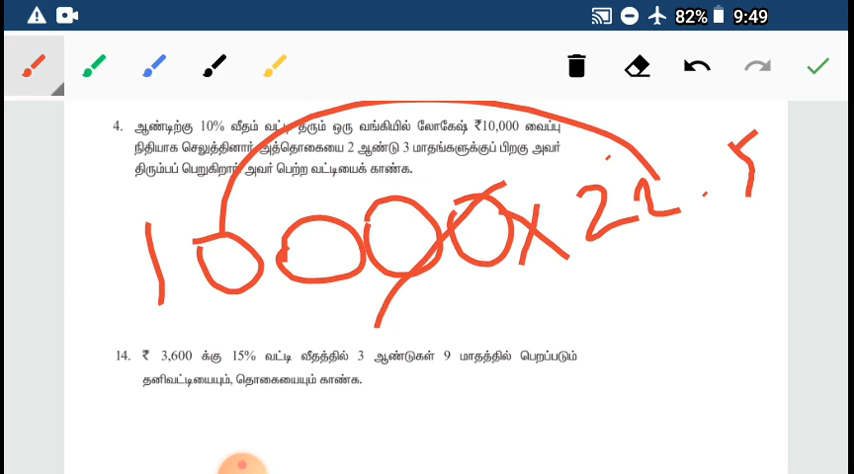 82% 9:49
4. ஆண்டிற்கு 10% வீதம் வட்டி தரும் ஒரு வங்கியில் லோகேஷ் ₹10,000 வைப்பு
நிதியாக செலுத்தினார் அத்தொகையை 2 ஆண்டு 3 மாதங்களுக்குப் பிறகு அவர்
திரும்பப் பெறுகிறார் அவர் பெற்ற வட்டியைக் காண்க.
10000 x 22.5
14. ₹ 3,600 க்கு 15% வட்டி வீதத்தில் 3 ஆண்டுகள் 9 மாதத்தில் பெறப்படும்
தனிவட்டியையும், தொகையையும் காண்க.